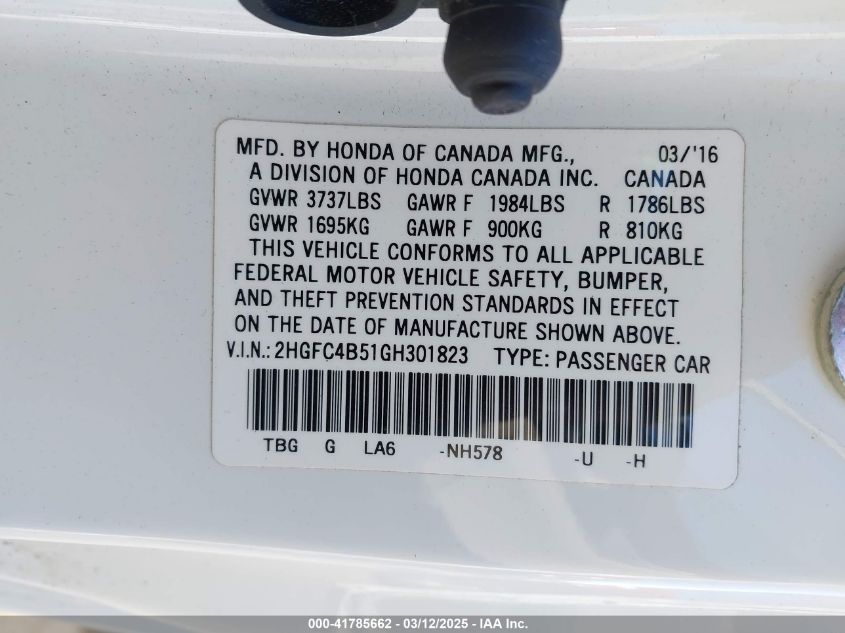 MFD. BY HONDA OF CANADA MFG., 03/'16
A DIVISION OF HONDA CANADA INC. CANADA
GVWR 3737LBS GAWR F 1984LBS R 1786LBS
GVWR 1695KG GAWR F 900KG R 810KG
THIS VEHICLE CONFORMS TO ALL APPLICABLE
FEDERAL MOTOR VEHICLE SAFETY, BUMPER,
AND THEFT PREVENTION STANDARDS IN EFFECT
ON THE DATE OF MANUFACTURE SHOWN ABOVE.
V.I.N.: 2HGFC4B51GH301823 TYPE: PASSENGER CAR
TBG G LA6 -NH578 -U -H
000-41785662 - 03/12/2025 - IAA Inc.